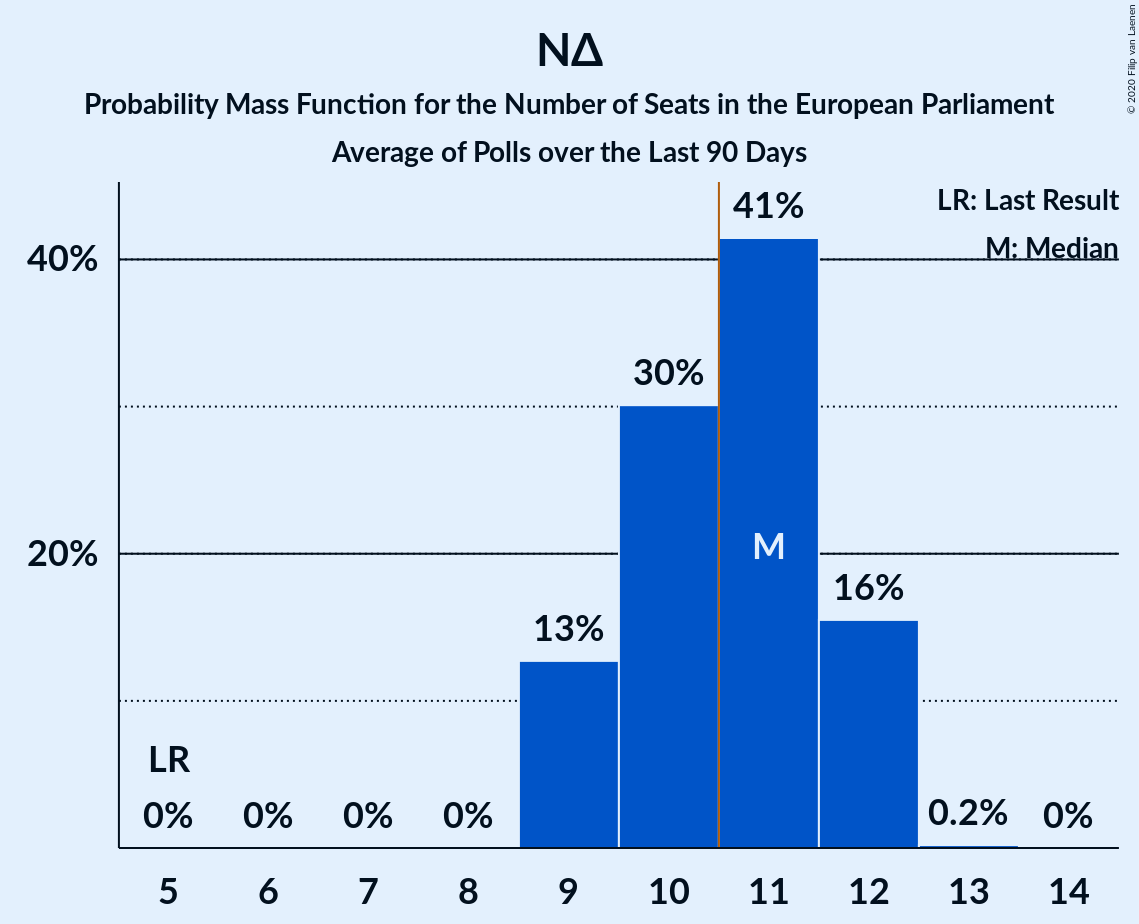 ΝΔ
Probability Mass Function for the Number of Seats in the European Parliament
Average of Polls over the Last 90 Days
© 2020 Filip van Laenen
LR: Last Result
M: Median
40%
20%
41%
30%
16%
13%
M
LR
0% 0% 0% 0% 0.2% 0%
5 6 7 8 9 10 11 12 13 14